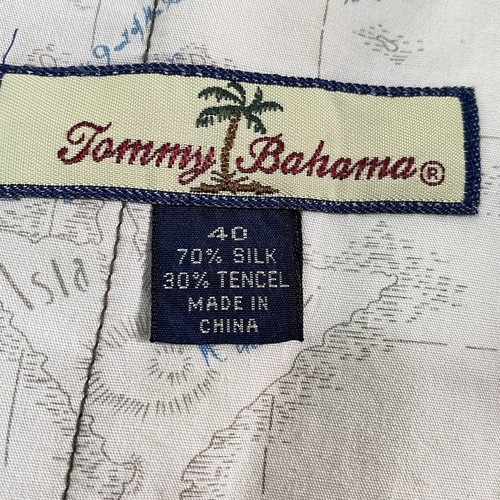 Tommy Bahama®
40
70% SILK
30% TENCEL
MADE IN
CHINA
Isla